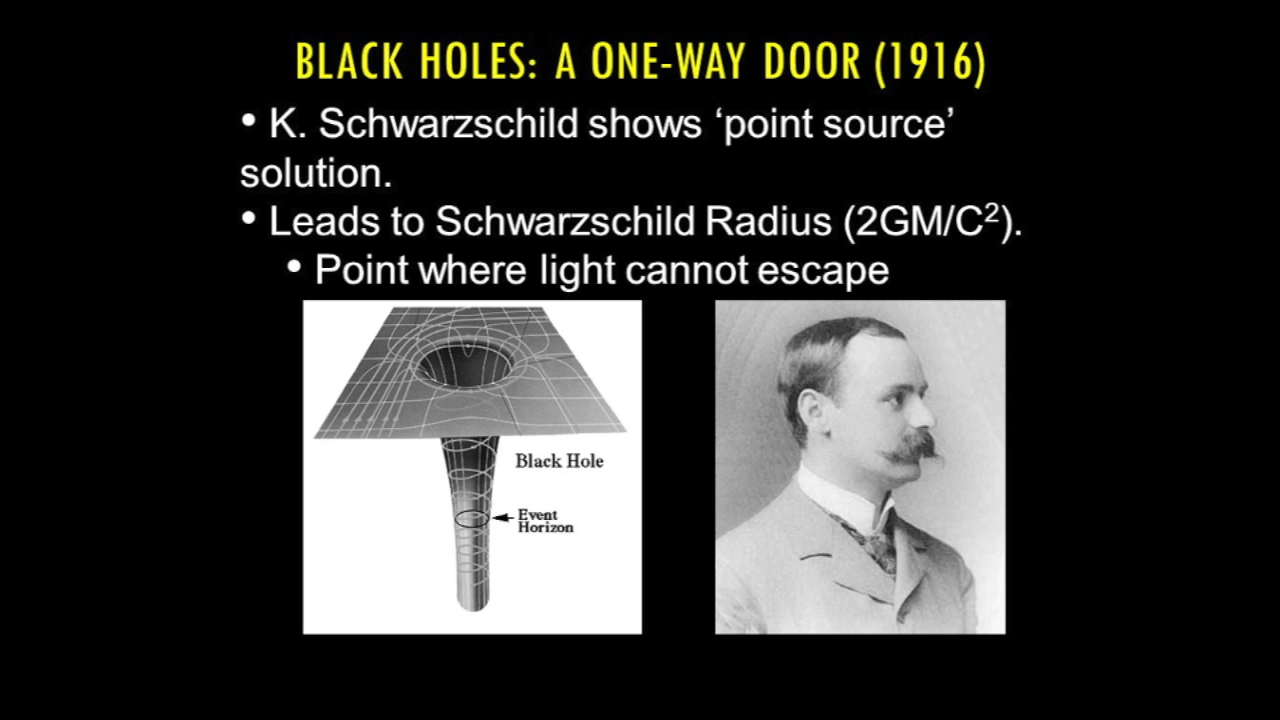 BLACK HOLES: A ONE-WAY DOOR (1916)
• K. Schwarzschild shows ‘point source’
solution.
• Leads to Schwarzschild Radius (2GM/C²).
• Point where light cannot escape
Black Hole
Event
Horizon